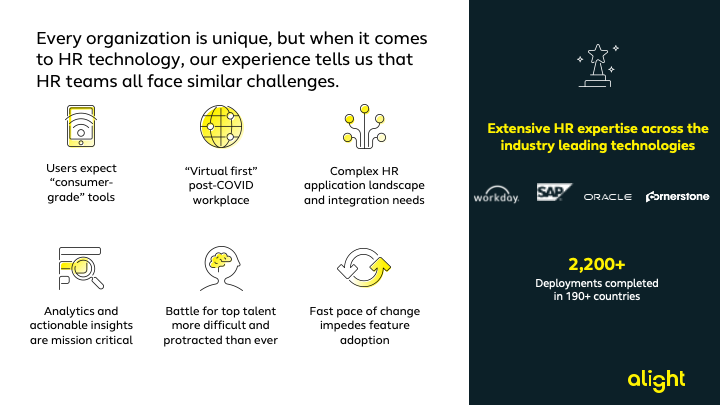 Every organization is unique, but when it comes
to HR technology, our experience tells us that
HR teams all face similar challenges.
Users expect
“consumer-
grade” tools
“Virtual first”
post-COVID
workplace
Complex HR
application landscape
and integration needs
Analytics and
actionable insights
are mission critical
Battle for top talent
more difficult and
protracted than ever
Fast pace of change
impedes feature
adoption
Extensive HR expertise across the
industry leading technologies
workday.
SAP
ORACLE
Cornerstone
2,200+
Deployments completed
in 190+ countries
alight